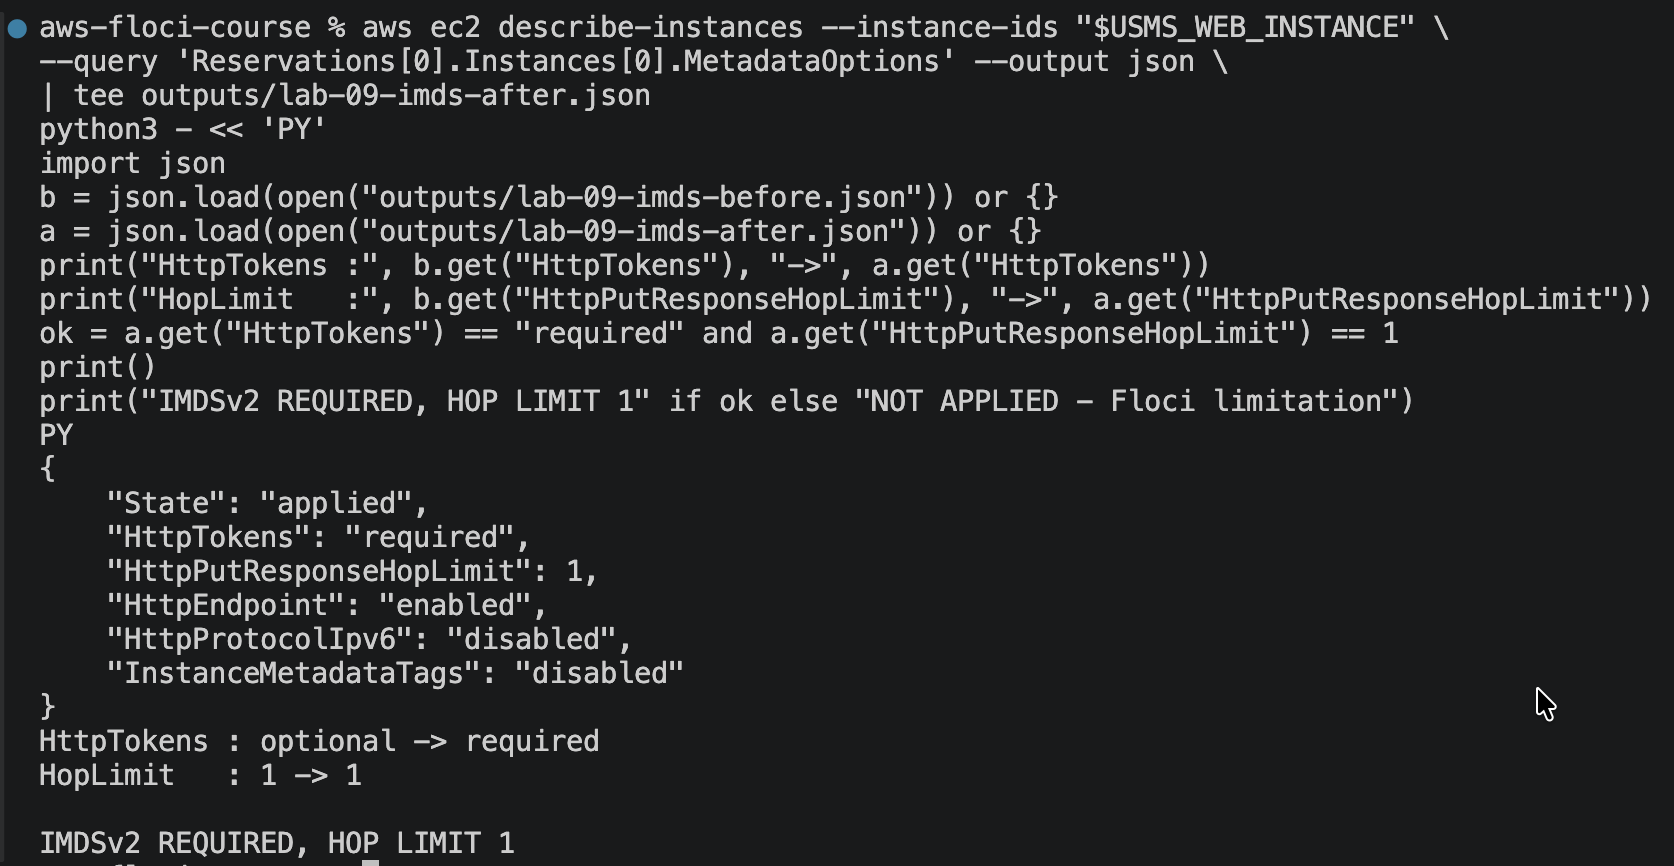 aws-floci-course % aws ec2 describe-instances --instance-ids "$USMS_WEB_INSTANCE" \
--query 'Reservations[0].Instances[0].MetadataOptions' --output json \
| tee outputs/lab-09-imds-after.json
python3 - << 'PY'
import json
b = json.load(open("outputs/lab-09-imds-before.json")) or {}
a = json.load(open("outputs/lab-09-imds-after.json")) or {}
print("HttpTokens :", b.get("HttpTokens"), "->", a.get("HttpTokens"))
print("HopLimit   :", b.get("HttpPutResponseHopLimit"), "->", a.get("HttpPutResponseHopLimit"))
ok = a.get("HttpTokens") == "required" and a.get("HttpPutResponseHopLimit") == 1
print()
print("IMDSv2 REQUIRED, HOP LIMIT 1" if ok else "NOT APPLIED - Floci limitation")
PY
{
    "State": "applied",
    "HttpTokens": "required",
    "HttpPutResponseHopLimit": 1,
    "HttpEndpoint": "enabled",
    "HttpProtocolIpv6": "disabled",
    "InstanceMetadataTags": "disabled"
}
HttpTokens : optional -> required
HopLimit   : 1 -> 1

IMDSv2 REQUIRED, HOP LIMIT 1